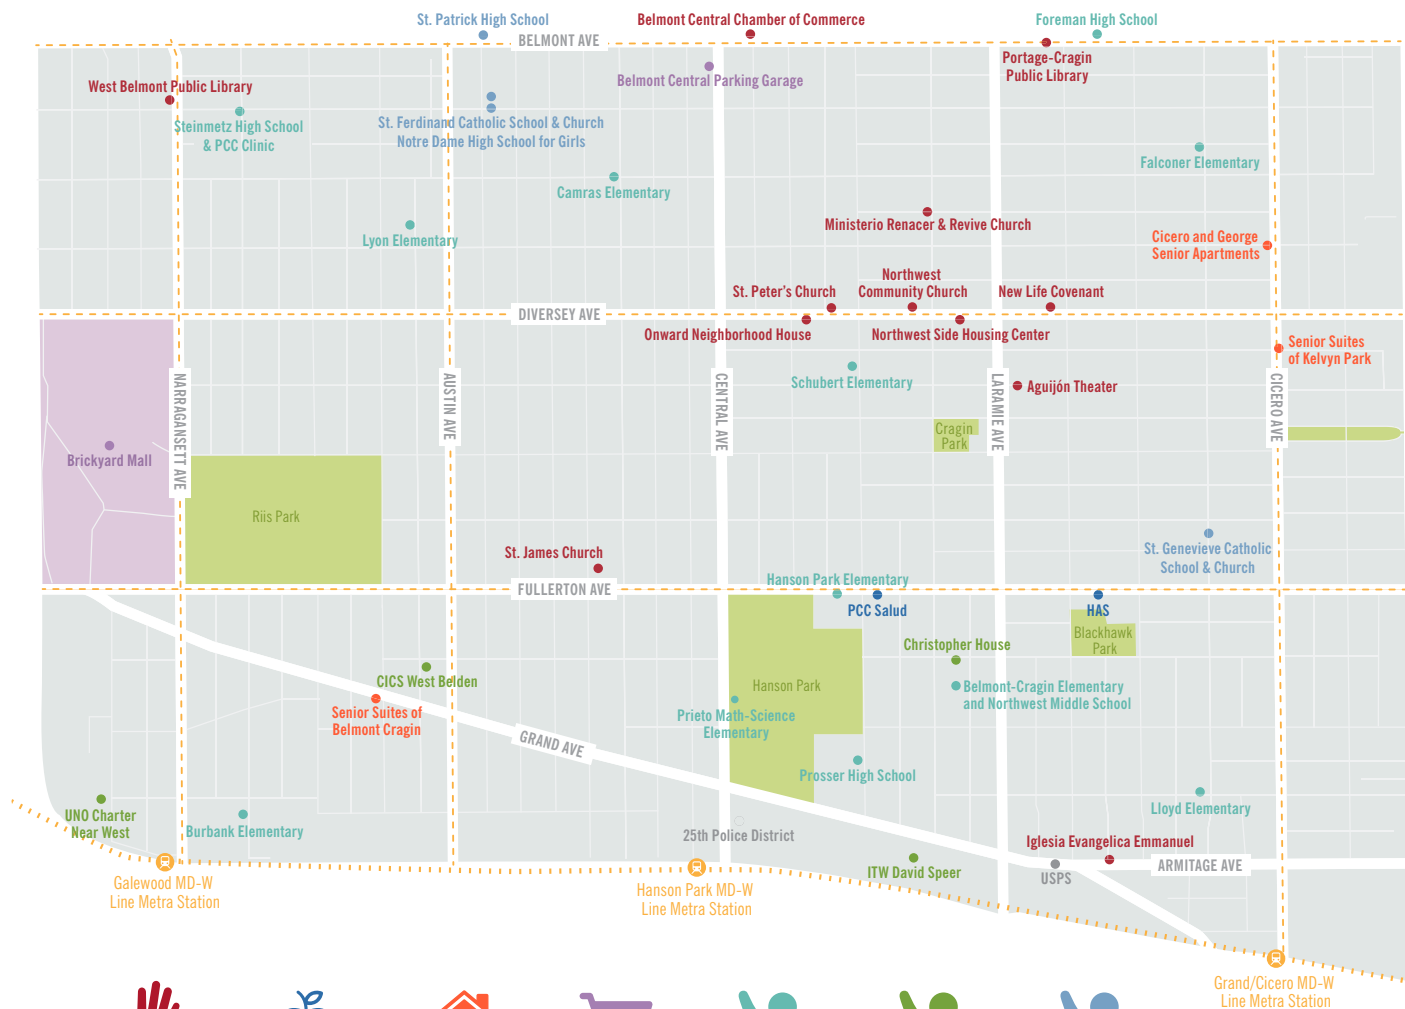 St. Patrick High School
Belmont Central Chamber of Commerce
Foreman High School
BELMONT AVE
Portage-Cragin
Public Library
Belmont Central Parking Garage
West Belmont Public Library
Steinmetz High School
& PCC Clinic
St. Ferdinand Catholic School & Church
Notre Dame High School for Girls
Falconer Elementary
Camras Elementary
Ministerio Renacer & Revive Church
Lyon Elementary
Cicero and George
Senior Apartments
St. Peter's Church
Northwest
Community Church
New Life Covenant
DIVERSEY AVE
Onward Neighborhood House
Northwest Side Housing Center
Senior Suites
of Kelvyn Park
Schubert Elementary
Aguijón Theater
NARRAGANSETT AVE
AUSTIN AVE
CENTRAL AVE
LARAMIE AVE
CICERO AVE
Cragin
Park
Brickyard Mall
Riis Park
St. James Church
St. Genevieve Catholic
School & Church
Hanson Park Elementary
FULLERTON AVE
PCC Salud
HAS
Blackhawk
Park
Christopher House
CICS West Belden
Hanson Park
Belmont-Cragin Elementary
and Northwest Middle School
Senior Suites of
Belmont Cragin
Prieto Math-Science
Elementary
GRAND AVE
Prosser High School
UNO Charter
Near West
Burbank Elementary
Lloyd Elementary
25th Police District
Iglesia Evangelica Emmanuel
ITW David Speer
USPS
ARMITAGE AVE
Galewood MD-W
Line Metra Station
Hanson Park MD-W
Line Metra Station
Grand/Cicero MD-W
Line Metra Station